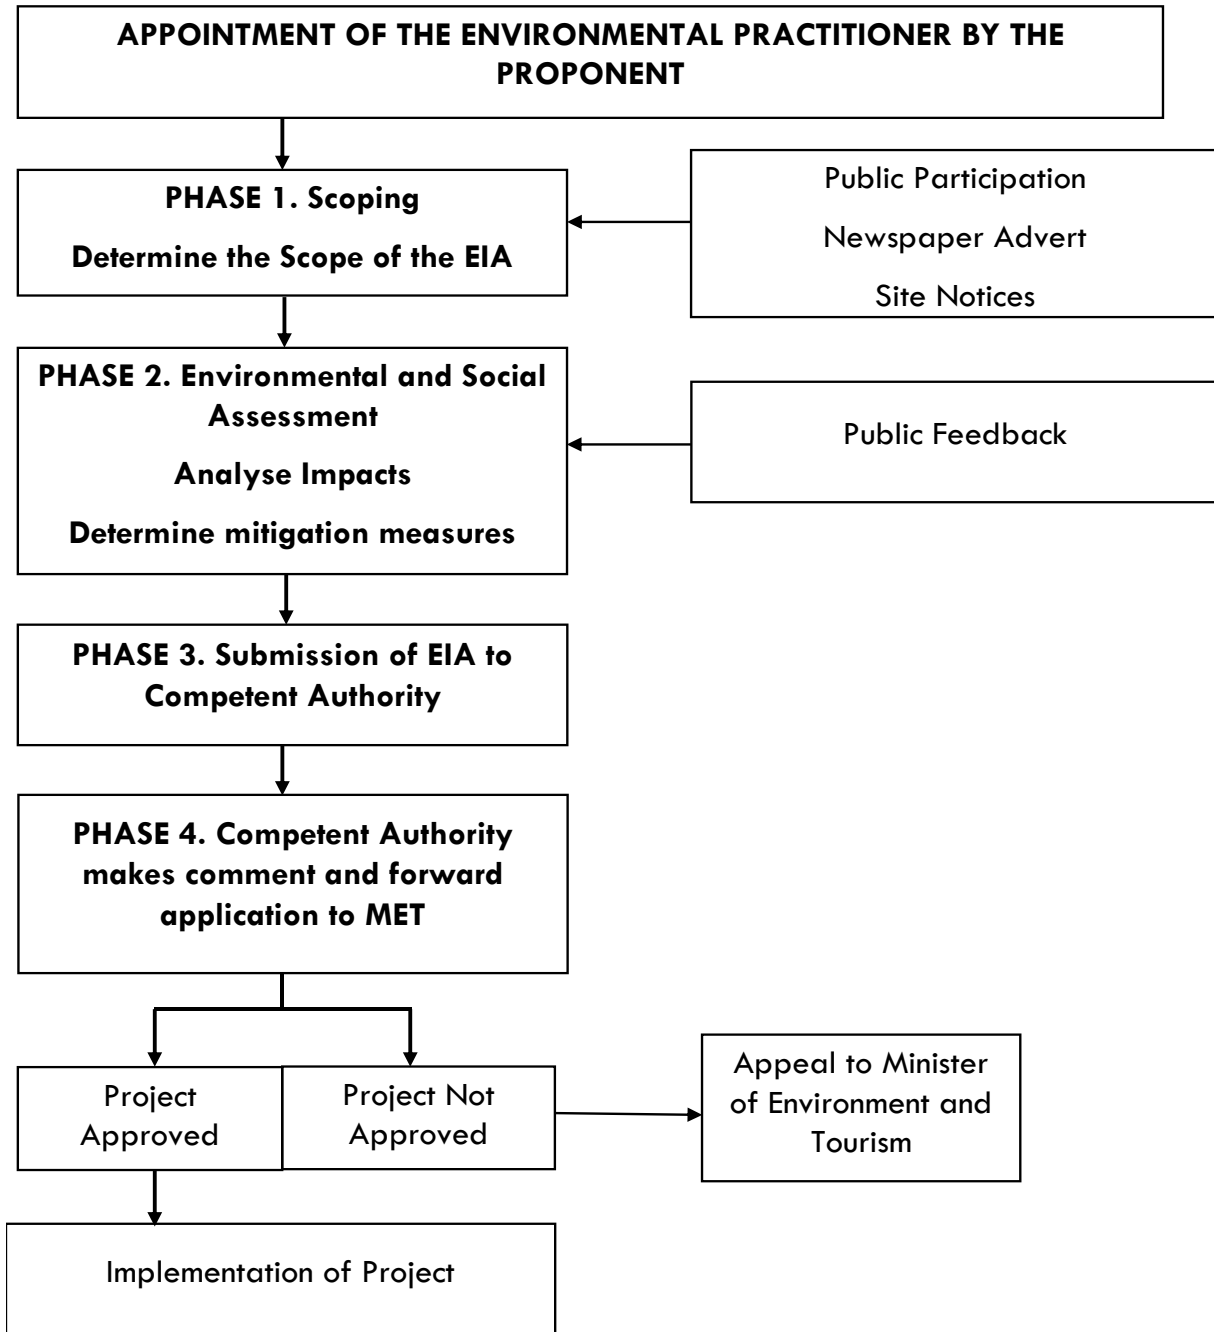 APPOINTMENT OF THE ENVIRONMENTAL PRACTITIONER BY THE
PROPONENT
PHASE 1. Scoping
Determine the Scope of the EIA
Public Participation
Newspaper Advert
Site Notices
PHASE 2. Environmental and Social
Assessment
Analyse Impacts
Determine mitigation measures
Public Feedback
PHASE 3. Submission of EIA to
Competent Authority
PHASE 4. Competent Authority
makes comment and forward
application to MET
Project
Approved
Project Not
Approved
Appeal to Minister
of Environment and
Tourism
Implementation of Project